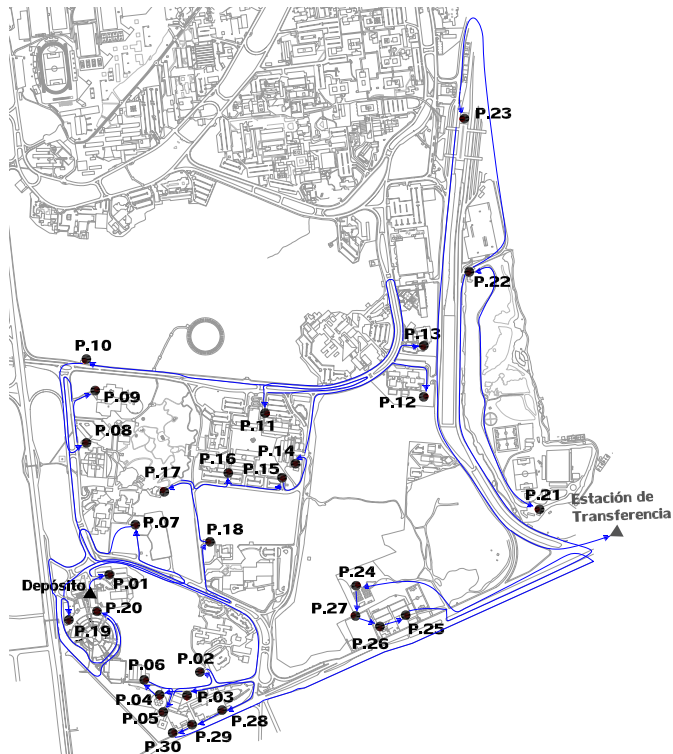 P.23
P.22
P.10
P.13
P.09
P.12
P.11
P.08
P.14
P.16
P.15
P.17
P.21
Estación de
Transferencia
P.07
P.18
P.01
P.24
Depósito
P.20
P.19
P.27
P.25
P.26
P.02
P.06
P.04
P.03
P.05
P.28
P.29
P.30